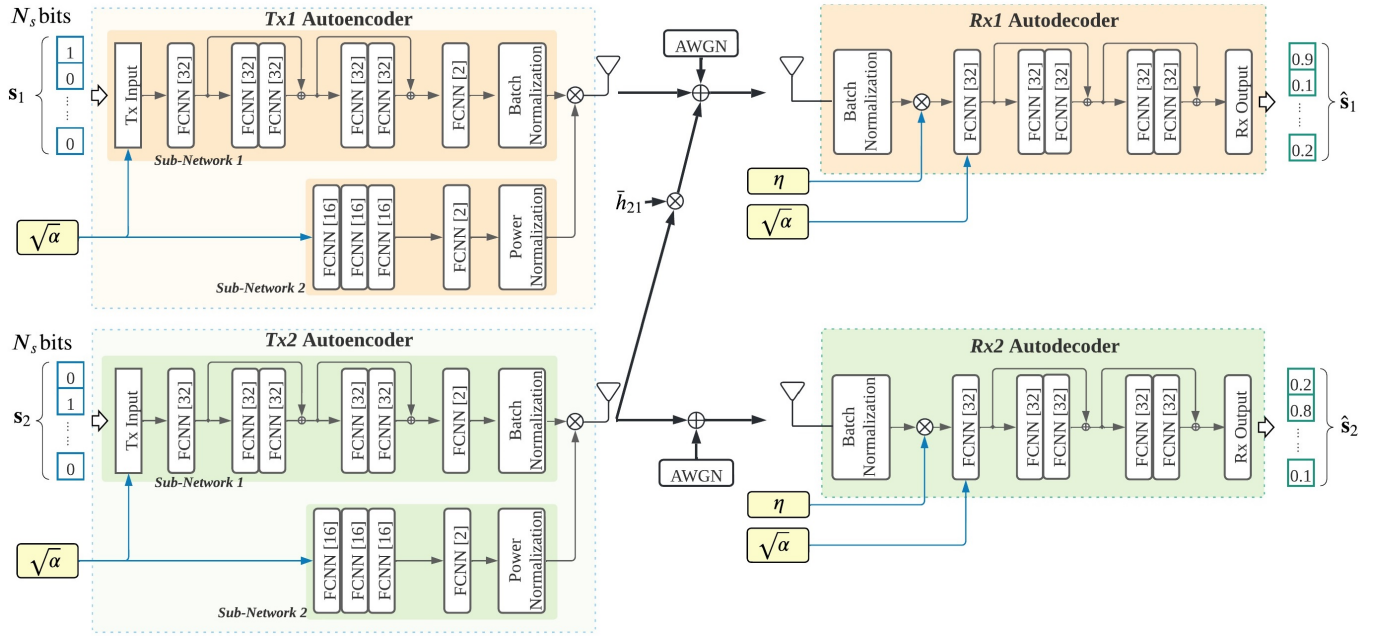 N_s bits
Tx1 Autoencoder
s_1
1
0
⋮
0
Tx Input
FCNN [32]
FCNN [32]
FCNN [32]
FCNN [32]
FCNN [32]
FCNN [2]
Batch Normalization
Sub-Network 1
√α
FCNN [16]
FCNN [16]
FCNN [16]
FCNN [2]
Power Normalization
Sub-Network 2
AWGN
h̄_21
Rx1 Autodecoder
Batch Normalization
FCNN [32]
FCNN [32]
FCNN [32]
FCNN [32]
FCNN [32]
Rx Output
η
√α
0.9
0.1
⋮
0.2
ŝ_1
N_s bits
Tx2 Autoencoder
s_2
0
1
⋮
0
Tx Input
FCNN [32]
FCNN [32]
FCNN [32]
FCNN [32]
FCNN [32]
FCNN [2]
Batch Normalization
Sub-Network 1
√α
FCNN [16]
FCNN [16]
FCNN [16]
FCNN [2]
Power Normalization
Sub-Network 2
AWGN
Rx2 Autodecoder
Batch Normalization
FCNN [32]
FCNN [32]
FCNN [32]
FCNN [32]
FCNN [32]
Rx Output
η
√α
0.2
0.8
⋮
0.1
ŝ_2